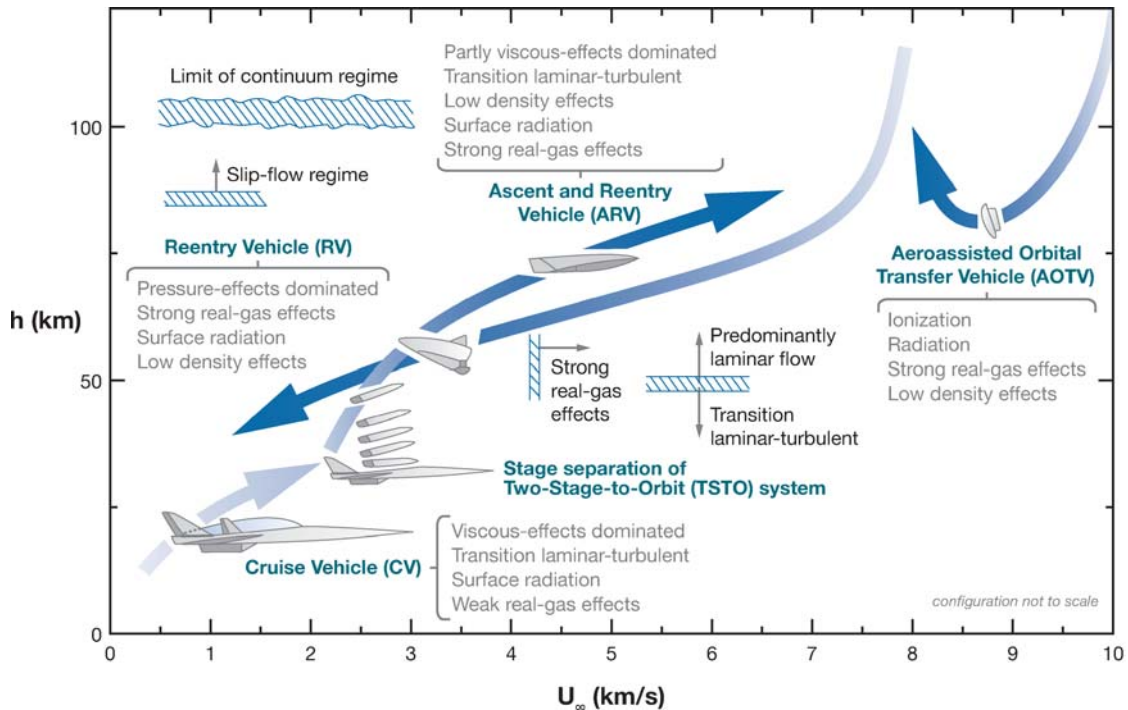 Limit of continuum regime
Slip-flow regime
Partly viscous-effects dominated
Transition laminar-turbulent
Low density effects
Surface radiation
Strong real-gas effects
Ascent and Reentry
Vehicle (ARV)
Reentry Vehicle (RV)
Pressure-effects dominated
Strong real-gas effects
Surface radiation
Low density effects
Aeroassisted Orbital
Transfer Vehicle (AOTV)
Ionization
Radiation
Strong real-gas effects
Low density effects
Strong
real-gas
effects
Predominantly
laminar flow
Transition
laminar-turbulent
Stage separation of
Two-Stage-to-Orbit (TSTO) system
Cruise Vehicle (CV)
Viscous-effects dominated
Transition laminar-turbulent
Surface radiation
Weak real-gas effects
configuration not to scale
h (km)
100
50
0
0 1 2 3 4 5 6 7 8 9 10
U∞ (km/s)